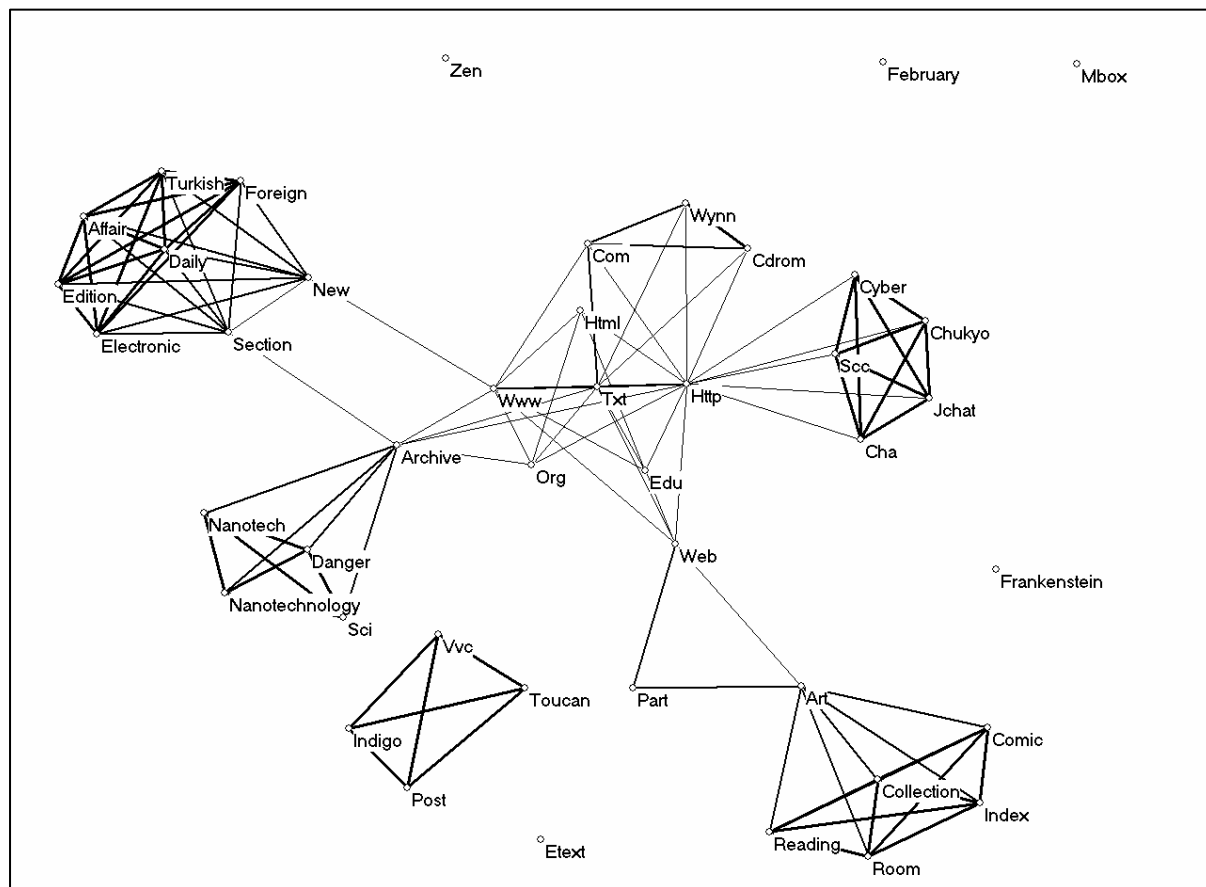 Zen
February
Mbox
Turkish
Foreign
Wynn
Affair
Com
Cdrom
Daily
Edition
New
Cyber
Html
Chukyo
Electronic
Section
Scc
Www
Txt
Http
Jchat
Archive
Cha
Org
Edu
Nanotech
Danger
Web
Frankenstein
Nanotechnology
Sci
Vvc
Toucan
Part
Art
Indigo
Comic
Post
Collection
Index
Reading
Etext
Room